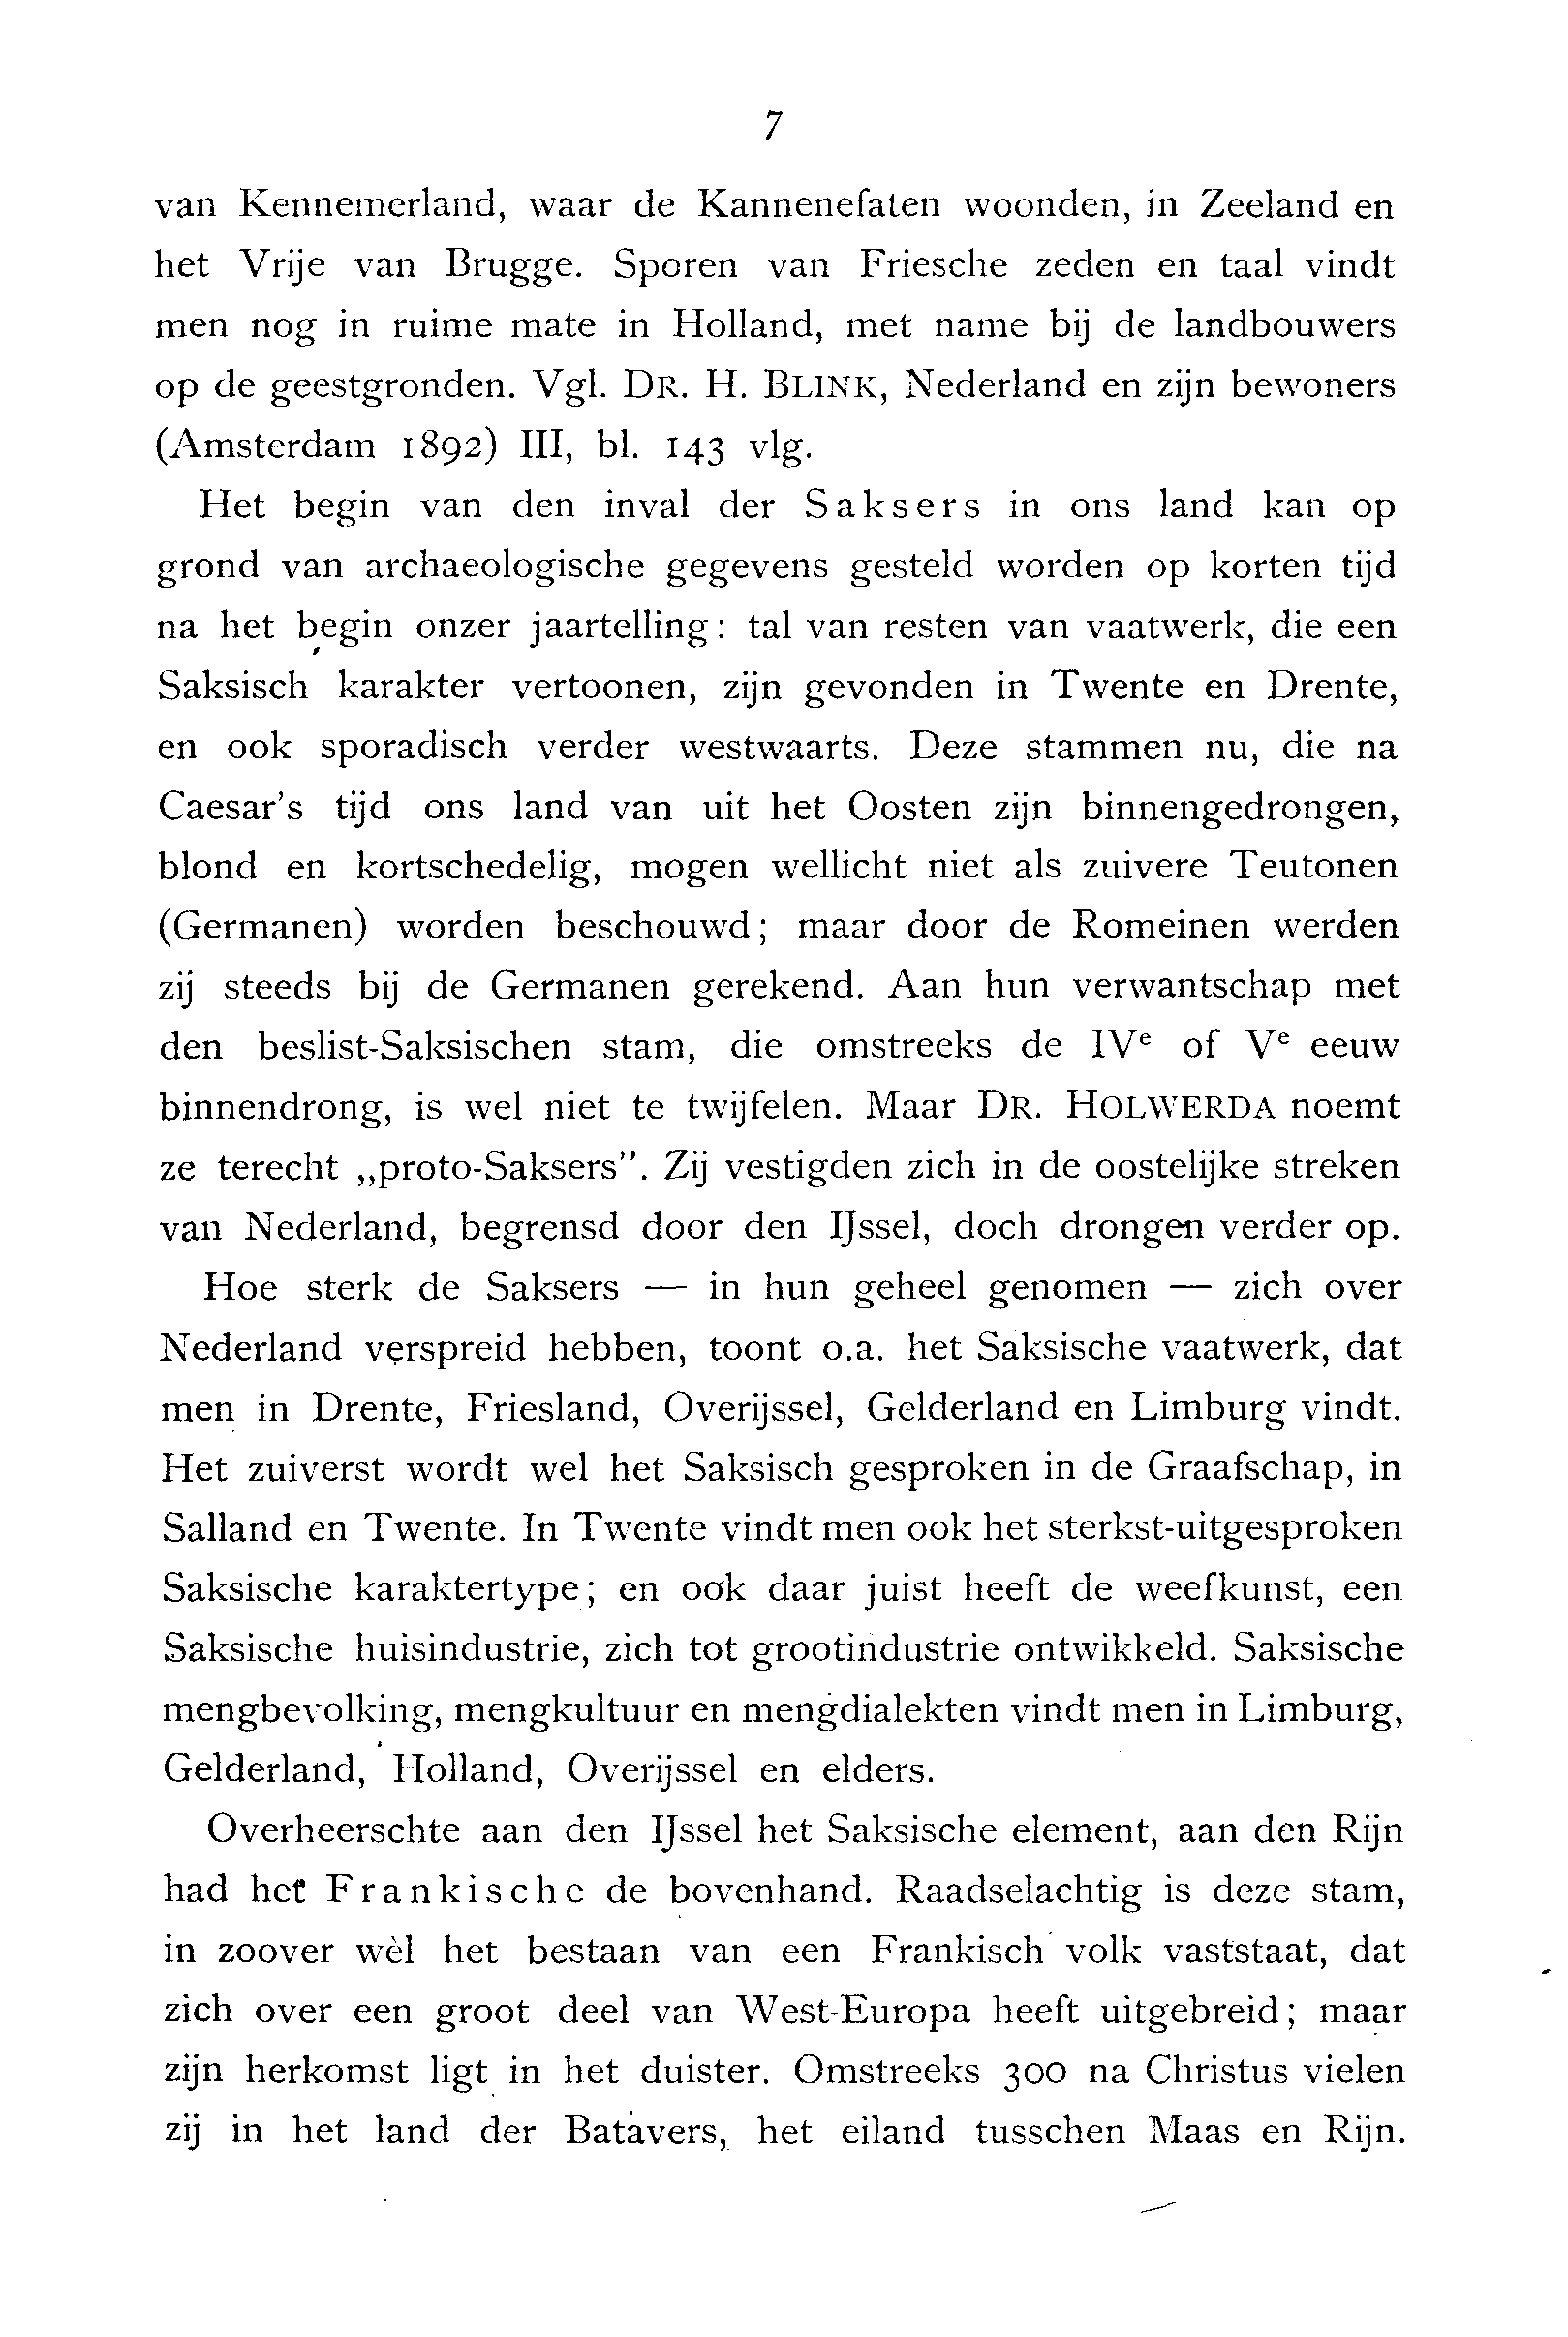 7
van Kennemerland, waar de Kannenefaten woonden, in Zeeland en
het Vrije van Brugge. Sporen van Friesche zeden en taal vindt
men nog in ruime mate in Holland, met name bij de landbouwers
op de geestgronden. Vgl. DR. H. BLINK, Nederland en zijn bewoners
(Amsterdam 1892) III, bl. 143 vlg.
Het begin van den inval der Saksers in ons land kan op
grond van archaeologische gegevens gesteld worden op korten tijd
na het begin onzer jaartelling: tal van resten van vaatwerk, die een
Saksisch karakter vertoonen, zijn gevonden in Twente en Drente,
en ook sporadisch verder westwaarts. Deze stammen nu, die na
Caesar's tijd ons land van uit het Oosten zijn binnengedrongen,
blond en kortschedelig, mogen wellicht niet als zuivere Teutonen
(Germanen) worden beschouwd; maar door de Romeinen werden
zij steeds bij de Germanen gerekend. Aan hun verwantschap met
den beslist-Saksischen stam, die omstreeks de IVe of Ve eeuw
binnendrong, is wel niet te twijfelen. Maar DR. HOLWERDA noemt
ze terecht „proto-Saksers". Zij vestigden zich in de oostelijke streken
van Nederland, begrensd door den IJssel, doch drongen verder op.
Hoe sterk de Saksers — in hun geheel genomen — zich over
Nederland verspreid hebben, toont o.a. het Saksische vaatwerk, dat
men in Drente, Friesland, Overijssel, Gelderland en Limburg vindt.
Het zuiverst wordt wel het Saksisch gesproken in de Graafschap, in
Salland en Twente. In Twente vindt men ook het sterkst-uitgesproken
Saksische karaktertype; en ook daar juist heeft de weefkunst, een
Saksische huisindustrie, zich tot grootindustrie ontwikkeld. Saksische
mengbevolking, mengkultuur en mengdialekten vindt men in Limburg,
Gelderland, Holland, Overijssel en elders.
Overheerschte aan den IJssel het Saksische element, aan den Rijn
had het Frankische de bovenhand. Raadselachtig is deze stam,
in zoover wèl het bestaan van een Frankisch volk vaststaat, dat
zich over een groot deel van West-Europa heeft uitgebreid; maar
zijn herkomst ligt in het duister. Omstreeks 300 na Christus vielen
zij in het land der Batavers, het eiland tusschen Maas en Rijn.